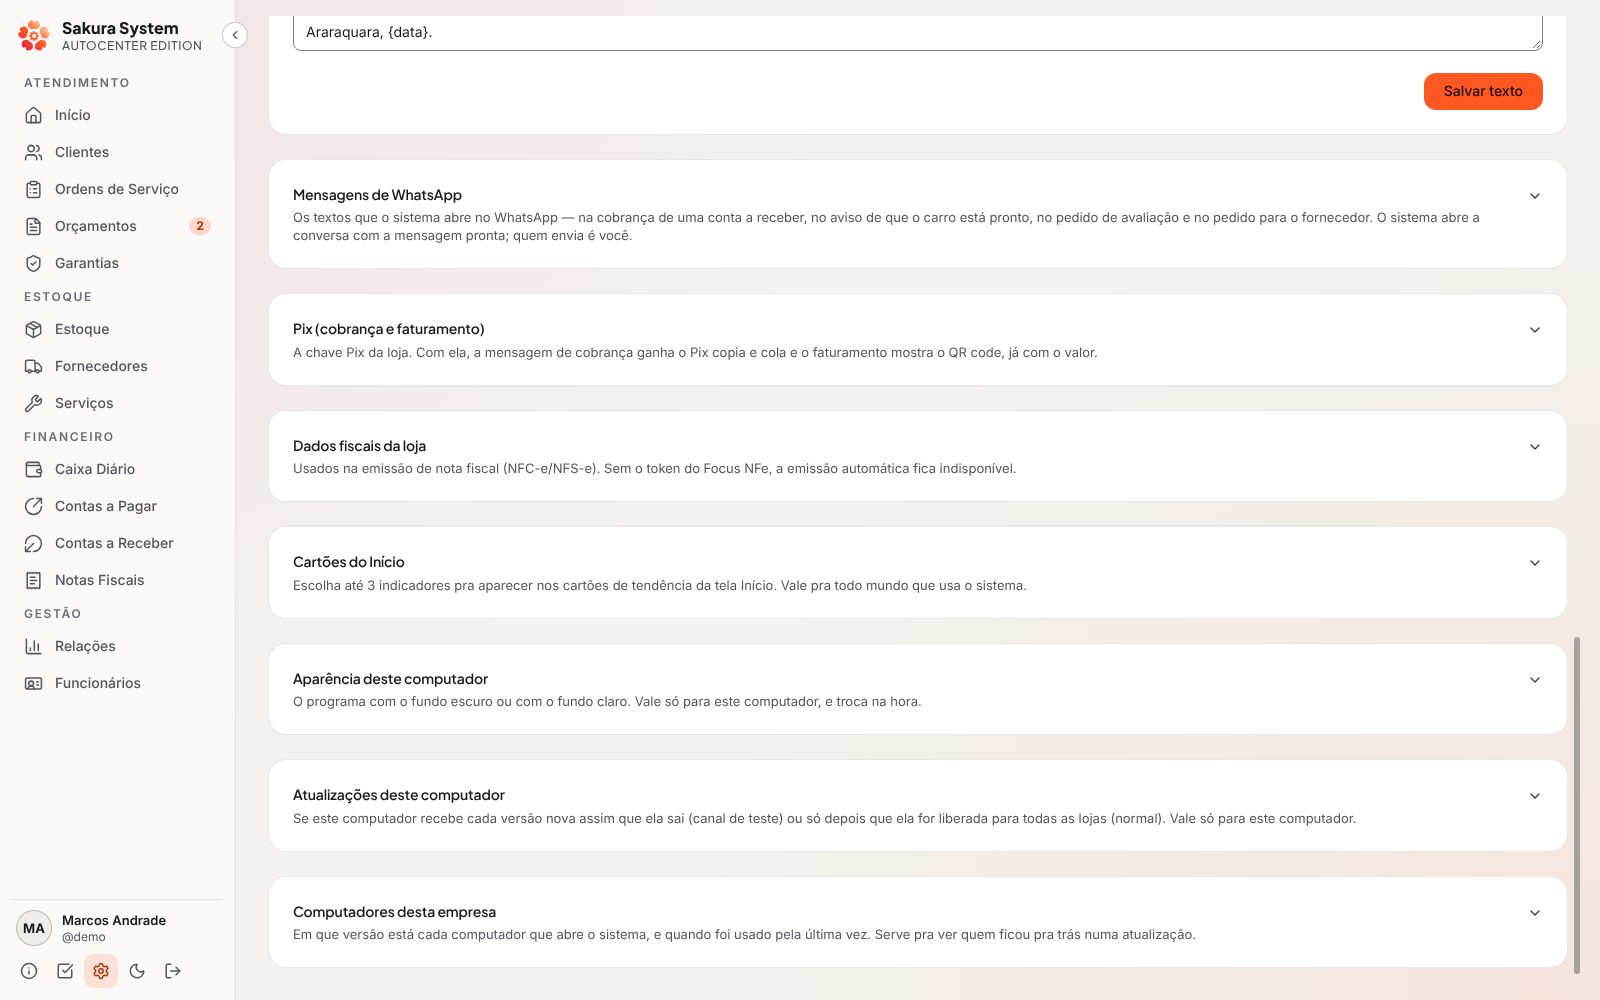 Sakura System
AUTOCENTER EDITION
ATENDIMENTO
Início
Clientes
Ordens de Serviço
Orçamentos 2
Garantias
ESTOQUE
Estoque
Fornecedores
Serviços
FINANCEIRO
Caixa Diário
Contas a Pagar
Contas a Receber
Notas Fiscais
GESTÃO
Relações
Funcionários
MA
Marcos Andrade
@demo
Araraquara, {data}.
Salvar texto
Mensagens de WhatsApp
Os textos que o sistema abre no WhatsApp — na cobrança de uma conta a receber, no aviso de que o carro está pronto, no pedido de avaliação e no pedido para o fornecedor. O sistema abre a
conversa com a mensagem pronta; quem envia é você.
Pix (cobrança e faturamento)
A chave Pix da loja. Com ela, a mensagem de cobrança ganha o Pix copia e cola e o faturamento mostra o QR code, já com o valor.
Dados fiscais da loja
Usados na emissão de nota fiscal (NFC-e/NFS-e). Sem o token do Focus NFe, a emissão automática fica indisponível.
Cartões do Início
Escolha até 3 indicadores pra aparecer nos cartões de tendência da tela Início. Vale pra todo mundo que usa o sistema.
Aparência deste computador
O programa com o fundo escuro ou com o fundo claro. Vale só para este computador, e troca na hora.
Atualizações deste computador
Se este computador recebe cada versão nova assim que ela sai (canal de teste) ou só depois que ela for liberada para todas as lojas (normal). Vale só para este computador.
Computadores desta empresa
Em que versão está cada computador que abre o sistema, e quando foi usado pela última vez. Serve pra ver quem ficou pra trás numa atualização.